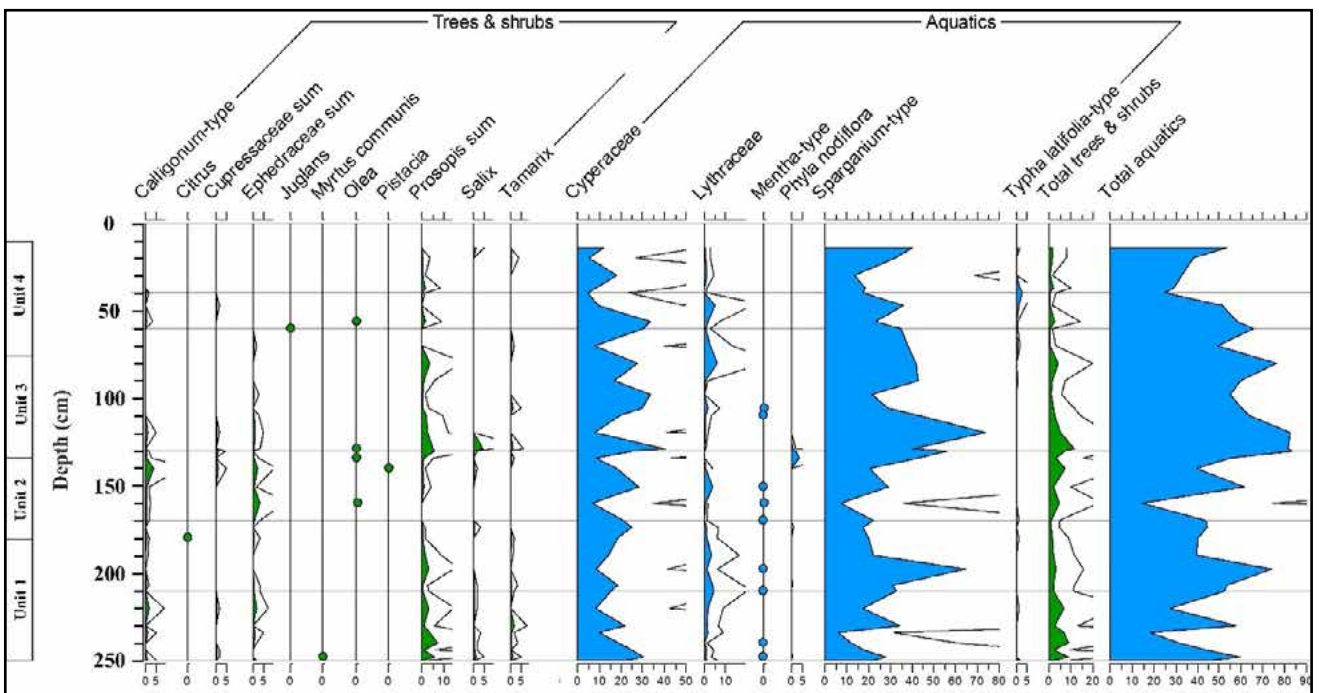 Trees & shrubs
Aquatics
Calligonum-type
Citrus
Cupressaceae sum
Ephedraceae sum
Juglans
Myrtus communis
Olea
Pistacia
Prosopis sum
Salix
Tamarix
Cyperaceae
Lythraceae
Mentha-type
Phyla nodiflora
Sparganium-type
Typha latifolia-type
Total trees & shrubs
Total aquatics
Depth (cm)
0
50
100
150
200
250
Unit 4
Unit 3
Unit 2
Unit 1
0 5
0 5
0 5
0 5
0 10
0 5
0 5
0 10 20 30 40 50
0 10
0 5
0 10 20 30 40 50 60 70 80
0 5
0 10 20
0 10 20 30 40 50 60 70 80 90